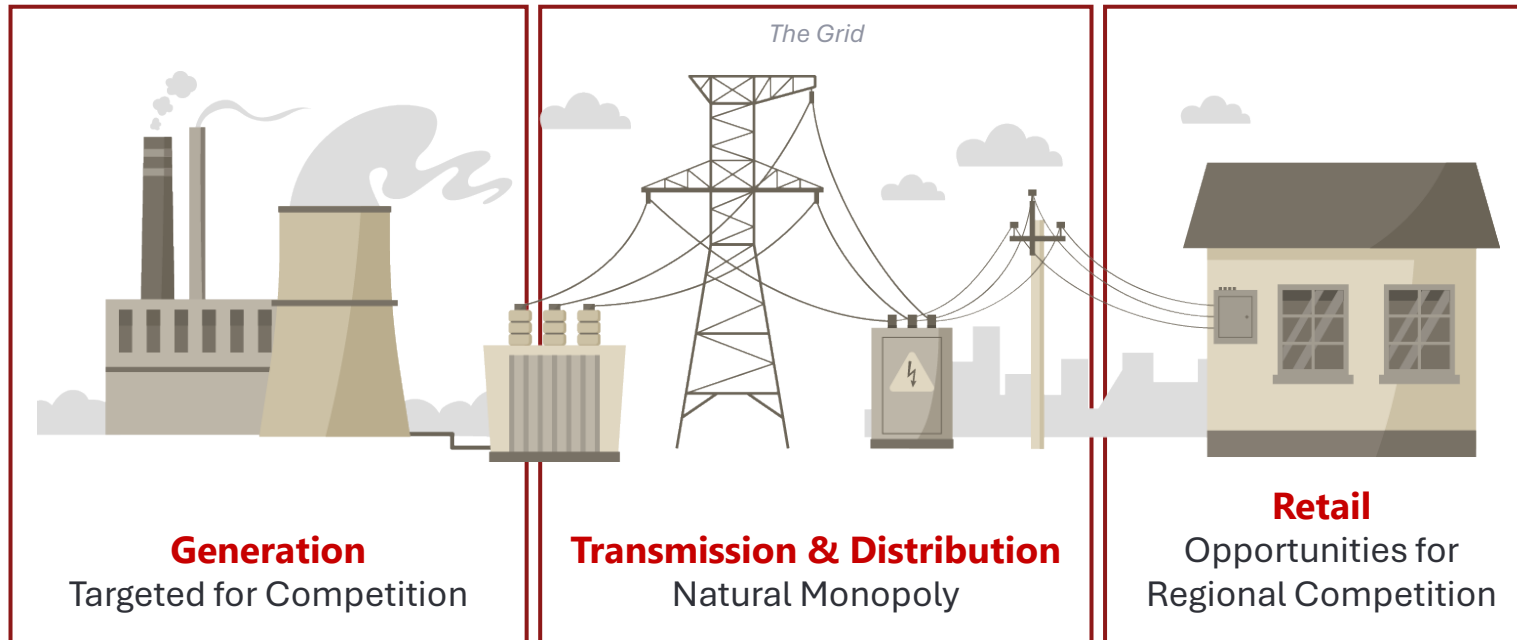 The Grid
Generation
Targeted for Competition
Transmission & Distribution
Natural Monopoly
Retail
Opportunities for
Regional Competition